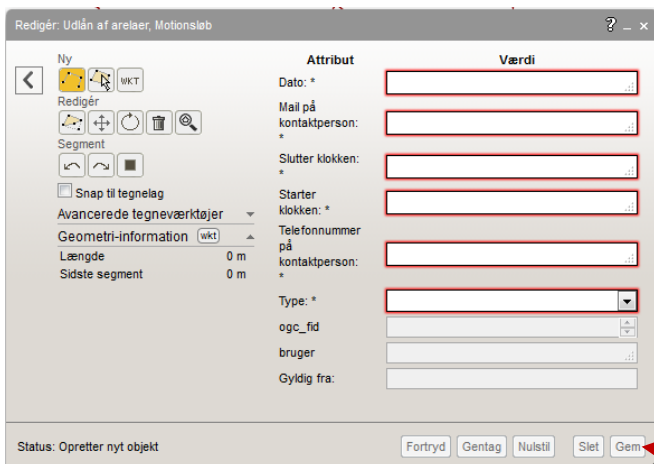 Redigér: Udlån af arelaer, Motionsløb
Ny
WKT
Redigér
Segment
Snap til tegnelag
Avancerede tegneværktøjer
Geometri-information wkt
Længde 0 m
Sidste segment 0 m
Attribut Værdi
Dato: *
Mail på
kontaktperson:
*
Slutter klokken:
*
Starter
klokken: *
Telefonnummer
på
kontaktperson:
*
Type: *
ogc_fid
bruger
Gyldig fra:
Status: Opretter nyt objekt
Fortryd Gentag Nulstil Slet Gem